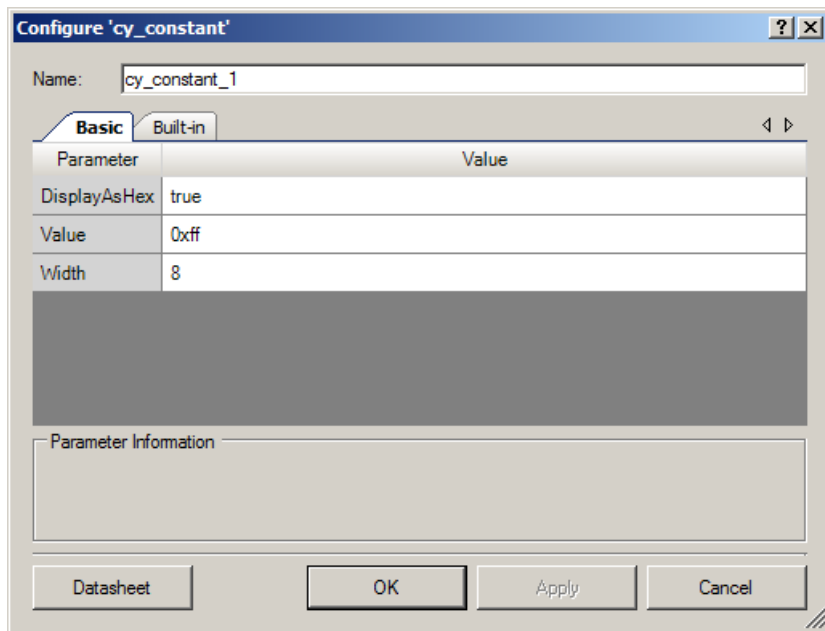 Configure 'cy_constant'
Name: cy_constant_1
Basic Built-in
Parameter Value
DisplayAsHex true
Value 0xff
Width 8
Parameter Information
Datasheet OK Apply Cancel